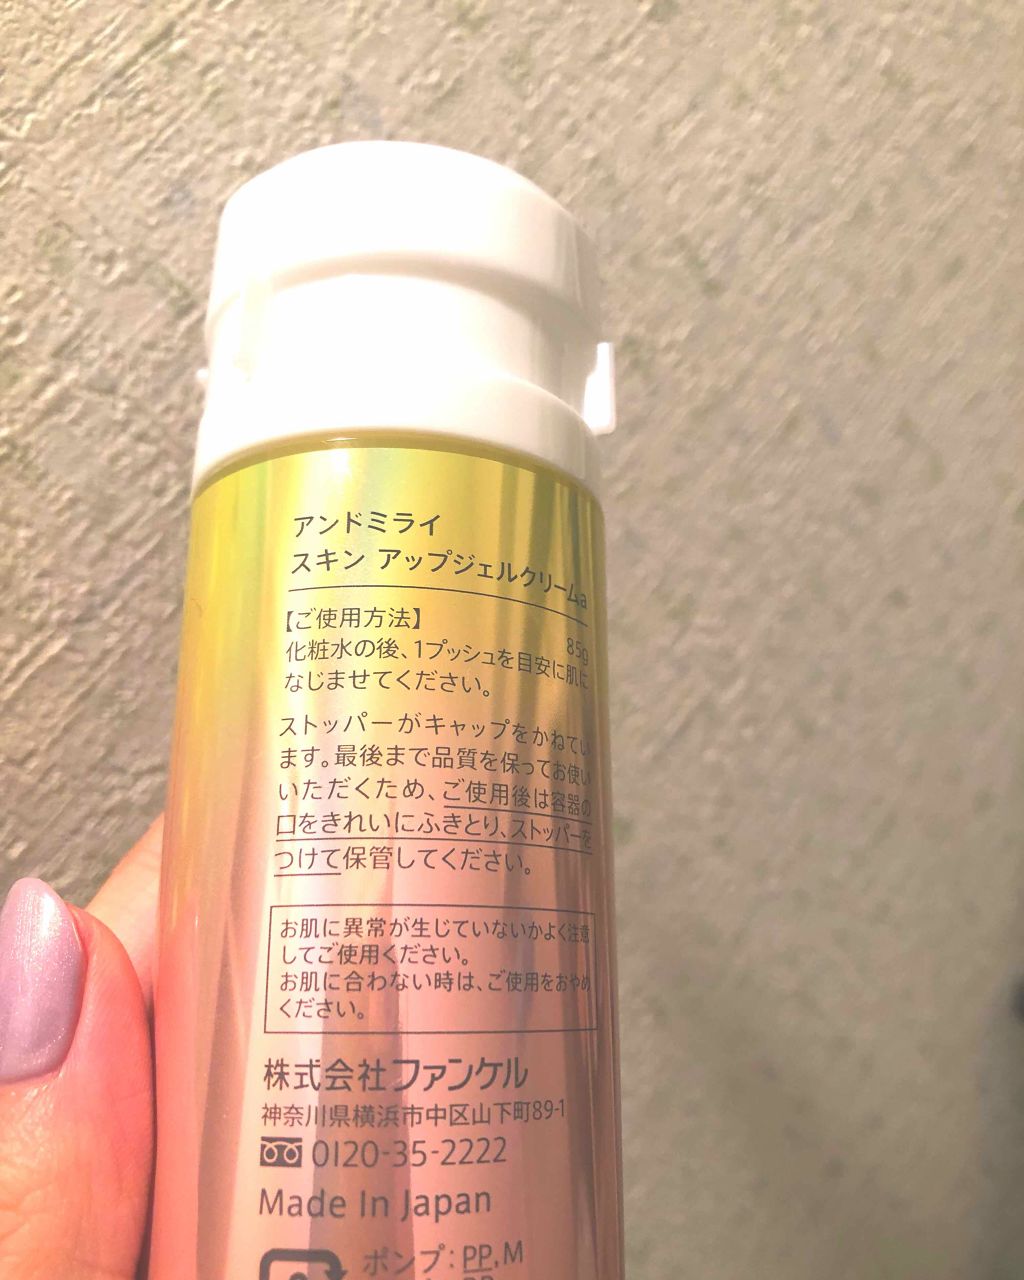 アンドミライ
スキン アップジェルクリームa
85g
【ご使用方法】
化粧水の後、1プッシュを目安に肌に
なじませてください。
ストッパーがキャップをかねてい
ます。最後まで品質を保ってお使い
いただくため、ご使用後は容器の
口をきれいにふきとり、ストッパーを
つけて保管してください。
お肌に異常が生じていないかよく注意
してご使用ください。
お肌に合わない時は、ご使用をおやめ
ください。
株式会社ファンケル
神奈川県横浜市中区山下町89-1
0120-35-2222
Made In Japan
ポンプ：PP,M